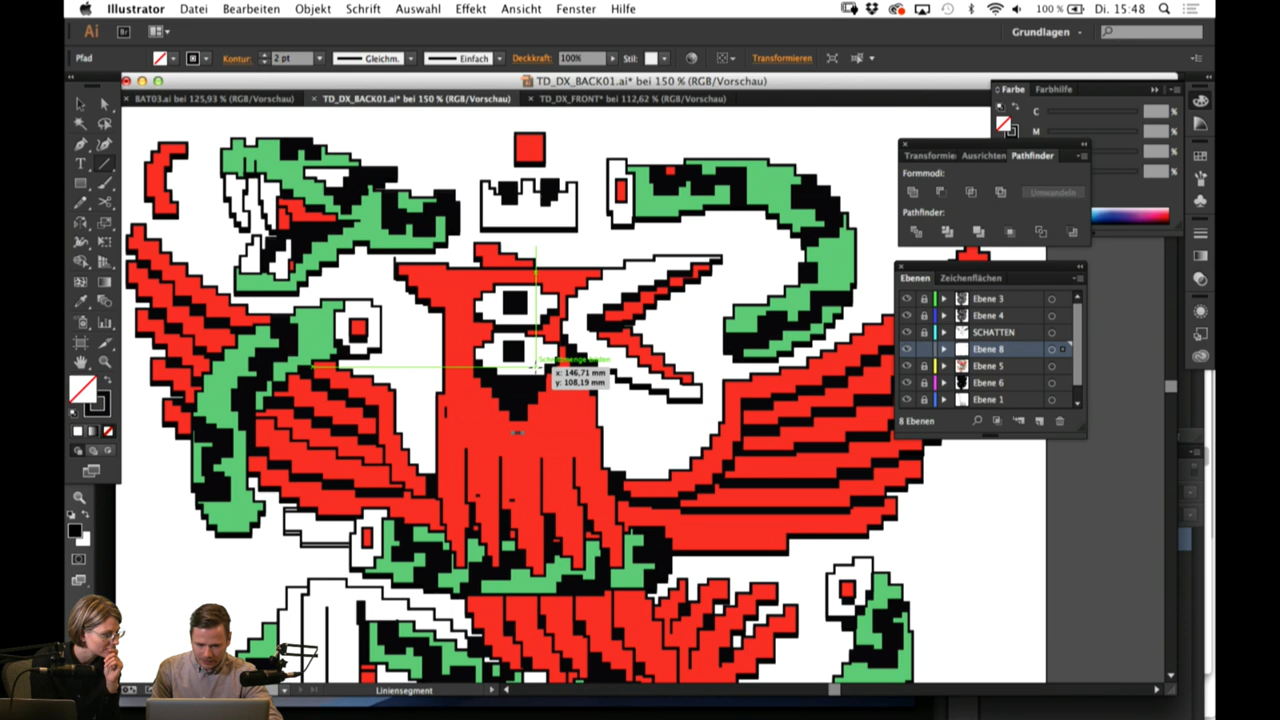 Illustrator Datei Bearbeiten Objekt Schrift Auswahl Effekt Ansicht Fenster Hilfe 100 % Di. 15:48
Ai Br Grundlagen
Pfad Kontur: 2 pt Gleichm. Einfach Deckkraft: 100% Stil: Transformieren
TD_DX_BACK01.ai* bei 150 % (RGB/Vorschau)
BAT03.ai bei 125,93 % (RGB/Vorschau) TD_DX_BACK01.ai* bei 150 % (RGB/Vorschau) TD_DX_FRONT* bei 112,62 % (RGB/Vorschau)
Farbe Farbhilfe
C
M
Transformie Ausrichten Pathfinder
Formmodi:
Umwandeln
Pathfinder:
Ebenen Zeichenflächen
Ebene 3
Ebene 4
SCHATTEN
Ebene 8
Ebene 5
Ebene 6
Ebene 1
8 Ebenen
x: 146,71 mm
y: 108,19 mm
Liniensegment